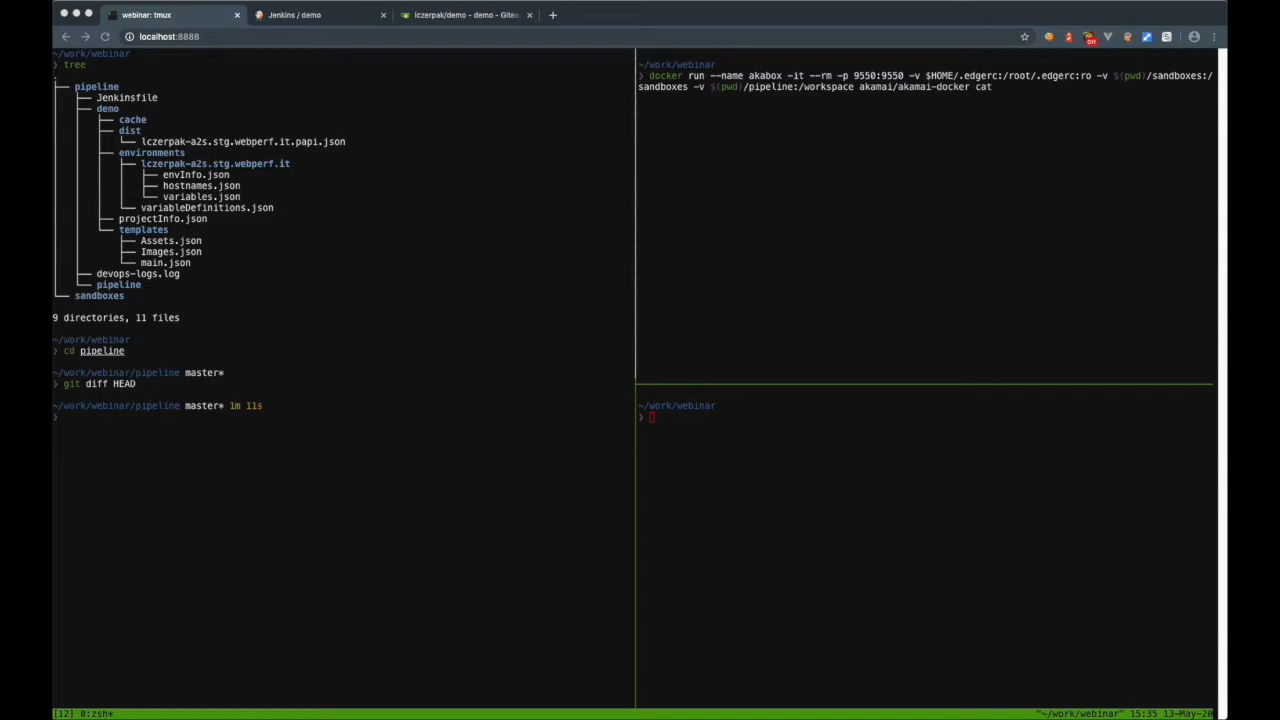 webinar: tmux
Jenkins / demo
lczerpak/demo - demo - Gitea
localhost:8888
Off
~/work/webinar
❯ tree
.
├── pipeline
│   ├── Jenkinsfile
│   ├── demo
│   │   ├── cache
│   │   ├── dist
│   │   │   └── lczerpak-a2s.stg.webperf.it.papi.json
│   │   ├── environments
│   │   │   ├── lczerpak-a2s.stg.webperf.it
│   │   │   │   ├── envInfo.json
│   │   │   │   ├── hostnames.json
│   │   │   │   └── variables.json
│   │   │   └── variableDefinitions.json
│   │   ├── projectInfo.json
│   │   └── templates
│   │       ├── Assets.json
│   │       ├── Images.json
│   │       └── main.json
│   ├── devops-logs.log
│   └── pipeline
└── sandboxes
9 directories, 11 files
~/work/webinar
❯ cd pipeline
~/work/webinar/pipeline master*
❯ git diff HEAD
~/work/webinar/pipeline master* 1m 11s
❯
~/work/webinar
❯ docker run --name akabox -it --rm -p 9550:9550 -v $HOME/.edgerc:/root/.edgerc:ro -v $(pwd)/sandboxes:/
sandboxes -v $(pwd)/pipeline:/workspace akamai/akamai-docker cat
~/work/webinar
❯
[12] 0:zsh*
"~/work/webinar" 15:35 13-May-20